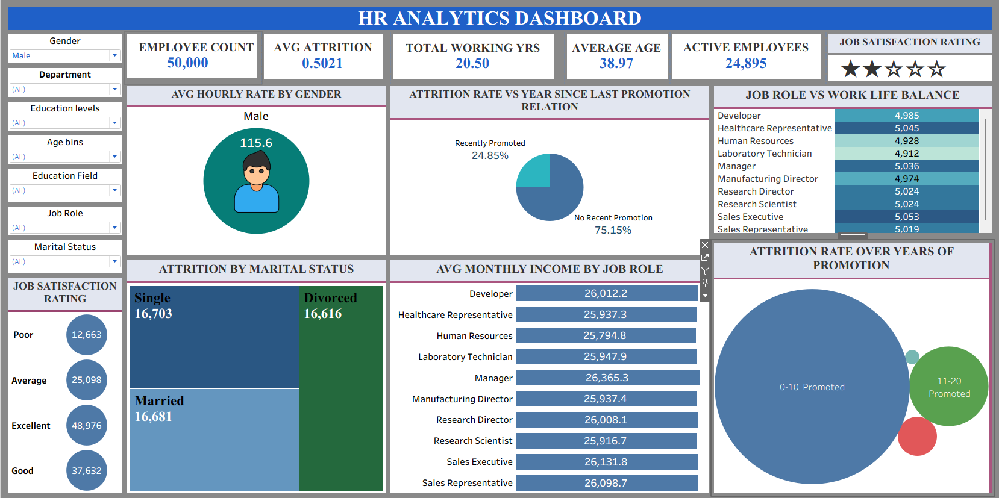 HR ANALYTICS DASHBOARD
Gender
Male
Department
(All)
Education levels
(All)
Age bins
(All)
Education Field
(All)
Job Role
(All)
Marital Status
(All)
EMPLOYEE COUNT
50,000
AVG ATTRITION
0.5021
TOTAL WORKING YRS
20.50
AVERAGE AGE
38.97
ACTIVE EMPLOYEES
24,895
JOB SATISFACTION RATING
AVG HOURLY RATE BY GENDER
Male
115.6
ATTRITION RATE VS YEAR SINCE LAST PROMOTION
RELATION
Recently Promoted
24.85%
No Recent Promotion
75.15%
JOB ROLE VS WORK LIFE BALANCE
Developer 4,985
Healthcare Representative 5,045
Human Resources 4,928
Laboratory Technician 4,912
Manager 5,036
Manufacturing Director 4,974
Research Director 5,024
Research Scientist 5,024
Sales Executive 5,053
Sales Representative 5,019
JOB SATISFACTION
RATING
Poor 12,663
Average 25,098
Excellent 48,976
Good 37,632
ATTRITION BY MARITAL STATUS
Single
16,703
Divorced
16,616
Married
16,681
AVG MONTHLY INCOME BY JOB ROLE
Developer 26,012.2
Healthcare Representative 25,937.3
Human Resources 25,794.8
Laboratory Technician 25,947.9
Manager 26,365.3
Manufacturing Director 25,937.4
Research Director 26,008.1
Research Scientist 25,916.7
Sales Executive 26,131.8
Sales Representative 26,098.7
ATTRITION RATE OVER YEARS OF
PROMOTION
0-10 Promoted
11-20
Promoted